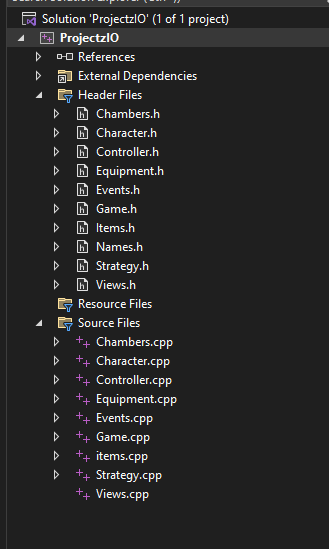 Solution 'ProjectzIO' (1 of 1 project)
ProjectzIO
References
External Dependencies
Header Files
Chambers.h
Character.h
Controller.h
Equipment.h
Events.h
Game.h
Items.h
Names.h
Strategy.h
Views.h
Resource Files
Source Files
Chambers.cpp
Character.cpp
Controller.cpp
Equipment.cpp
Events.cpp
Game.cpp
items.cpp
Strategy.cpp
Views.cpp